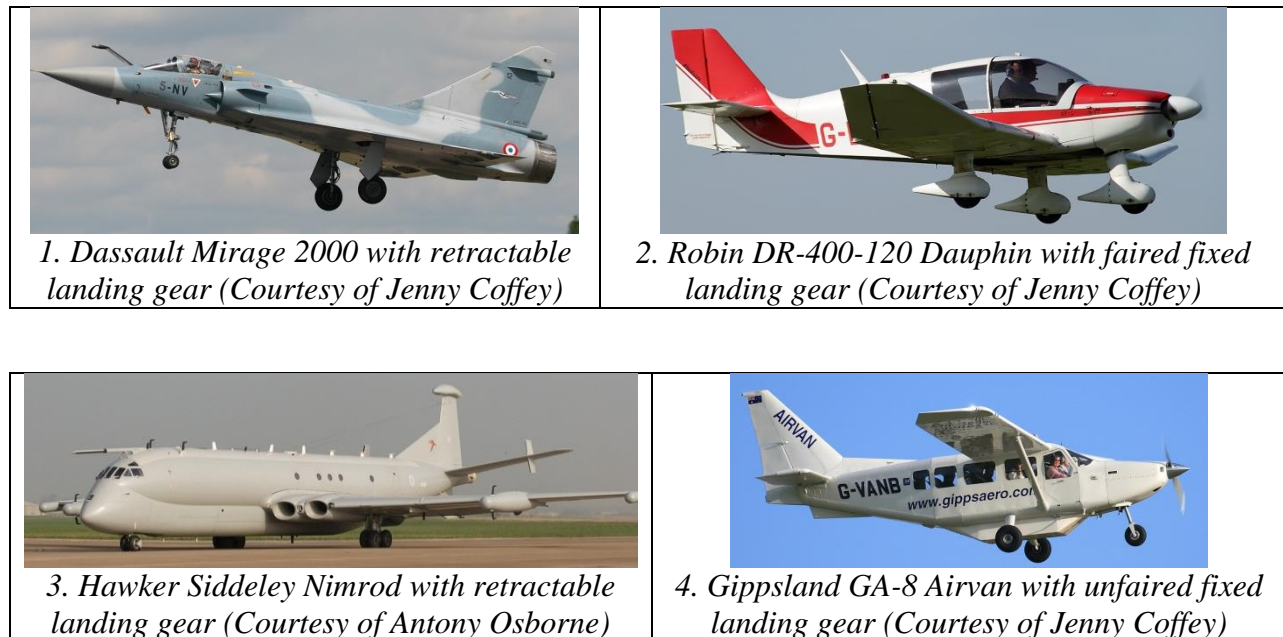 5-NV
12
G-
1. Dassault Mirage 2000 with retractable
landing gear (Courtesy of Jenny Coffey)
2. Robin DR-400-120 Dauphin with faired fixed
landing gear (Courtesy of Jenny Coffey)
AIRVAN
G-VANB
www.gippsaero.com
3. Hawker Siddeley Nimrod with retractable
landing gear (Courtesy of Antony Osborne)
4. Gippsland GA-8 Airvan with unfaired fixed
landing gear (Courtesy of Jenny Coffey)